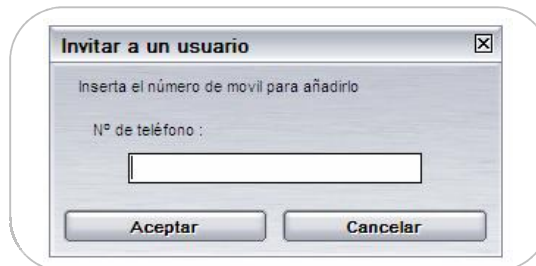 Invitar a un usuario
Inserta el número de movil para añadirlo
Nº de teléfono :
Aceptar
Cancelar